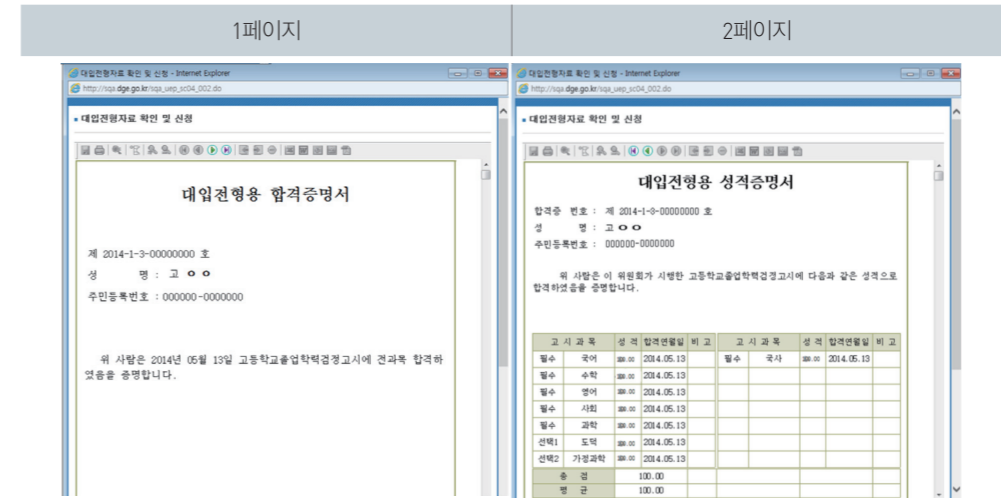 1페이지
2페이지
대입전형자료 확인 및 신청 - Internet Explorer
http://sqa.dge.go.kr/sqa_uep_sc04_002.do
• 대입전형자료 확인 및 신청
대입전형용 합격증명서
제 2014-1-3-00000000 호
성 명 : 고 ㅇㅇ
주민등록번호 : 000000-0000000
위 사람은 2014년 05월 13일 고등학교졸업학력검정고시에 전과목 합격하
였음을 증명합니다.
대입전형자료 확인 및 신청 - Internet Explorer
http://sqa.dge.go.kr/sqa_uep_sc04_002.do
• 대입전형자료 확인 및 신청
대입전형용 성적증명서
합격증 번호 : 제 2014-1-3-00000000 호
성 명 : 고 ㅇㅇ
주민등록번호 : 000000-0000000
위 사람은 이 위원회가 시행한 고등학교졸업학력검정고시에 다음과 같은 성적으로
합격하였음을 증명합니다.
고 시 과 목 성 적 합격연월일 비 고 고 시 과 목 성 적 합격연월일 비 고
필수 국어 2014.05.13 필수 국사 2014.05.13
필수 수학 2014.05.13
필수 영어 2014.05.13
필수 사회 2014.05.13
필수 과학 2014.05.13
선택1 도덕 2014.05.13
선택2 가정과학 2014.05.13
총 점 100.00
평 균 100.00